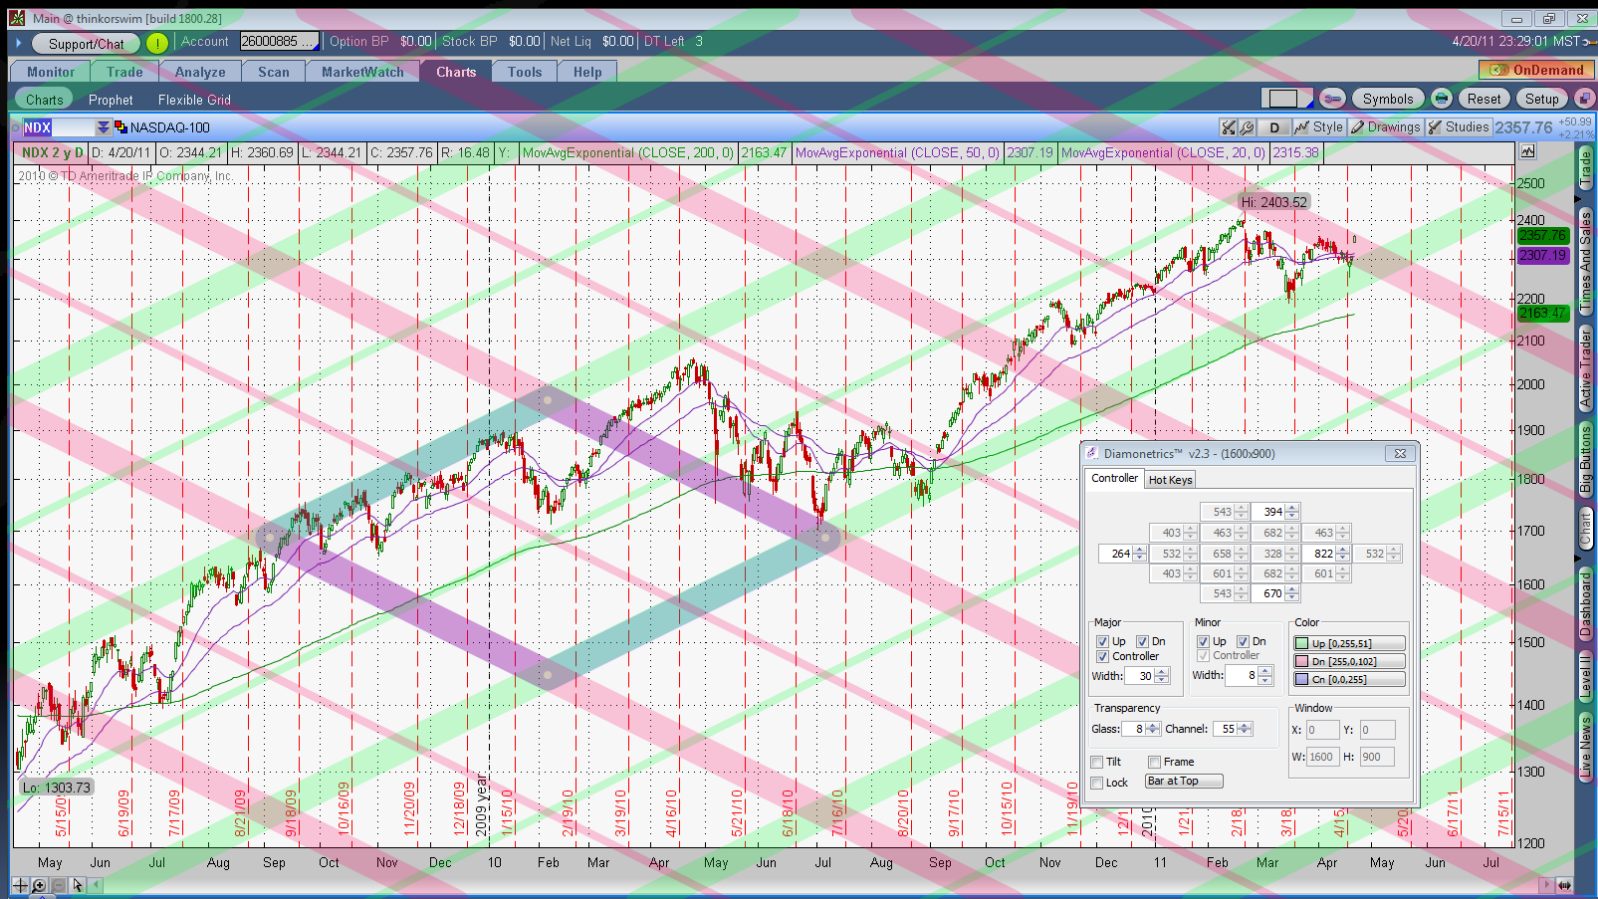 Main @ thinkorswim [build 1800.28]
Support/Chat ! Account 26000885 ... Option BP $0.00 Stock BP $0.00 Net Liq $0.00 DT Left 3 4/20/11 23:29:01 MST
Monitor Trade Analyze Scan MarketWatch Charts Tools Help OnDemand
Charts Prophet Flexible Grid Symbols Reset Setup
NDX NASDAQ-100 D Style Drawings Studies 2357.76 +50.99
+2.21%
NDX 2 y D D: 4/20/11 O: 2344.21 H: 2360.69 L: 2344.21 C: 2357.76 R: 16.48 Y: MovAvgExponential (CLOSE, 200, 0) 2163.47 MovAvgExponential (CLOSE, 50, 0) 2307.19 MovAvgExponential (CLOSE, 20, 0) 2315.38
2010 © TD Ameritrade IP Company, Inc.
Hi: 2403.52
Lo: 1303.73
2500
2400
2357.76
2307.19
2200
2163.47
2100
2000
1900
1800
1700
1600
1500
1400
1300
1200
Trade
Times And Sales
Active Trader
Big Buttons
Chart
Dashboard
Level II
Live News
Diamonetrics™ v2.3 - (1600x900)
Controller Hot Keys
543 394
403 463 682 463
264 532 658 328 822 532
403 601 682 601
543 670
Major Minor Color
Up Dn Up Dn Up [0,255,51]
Controller Controller Dn [255,0,102]
Width: 30 Width: 8 Cn [0,0,255]
Transparency Window
Glass: 8 Channel: 55 X: 0 Y: 0
W: 1600 H: 900
Tilt Frame
Lock Bar at Top
5/15/09 6/19/09 7/17/09 8/21/09 9/18/09 10/16/09 11/20/09 12/18/09 2009 year 1/15/10 2/19/10 3/19/10 4/16/10 5/21/10 6/18/10 7/16/10 8/20/10 9/17/10 10/15/10 11/19/10 2010 1/21 2/18 3/18 4/15 5/20 6/17/11 7/15/11
May Jun Jul Aug Sep Oct Nov Dec 10 Feb Mar Apr May Jun Jul Aug Sep Oct Nov Dec 11 Feb Mar Apr May Jun Jul